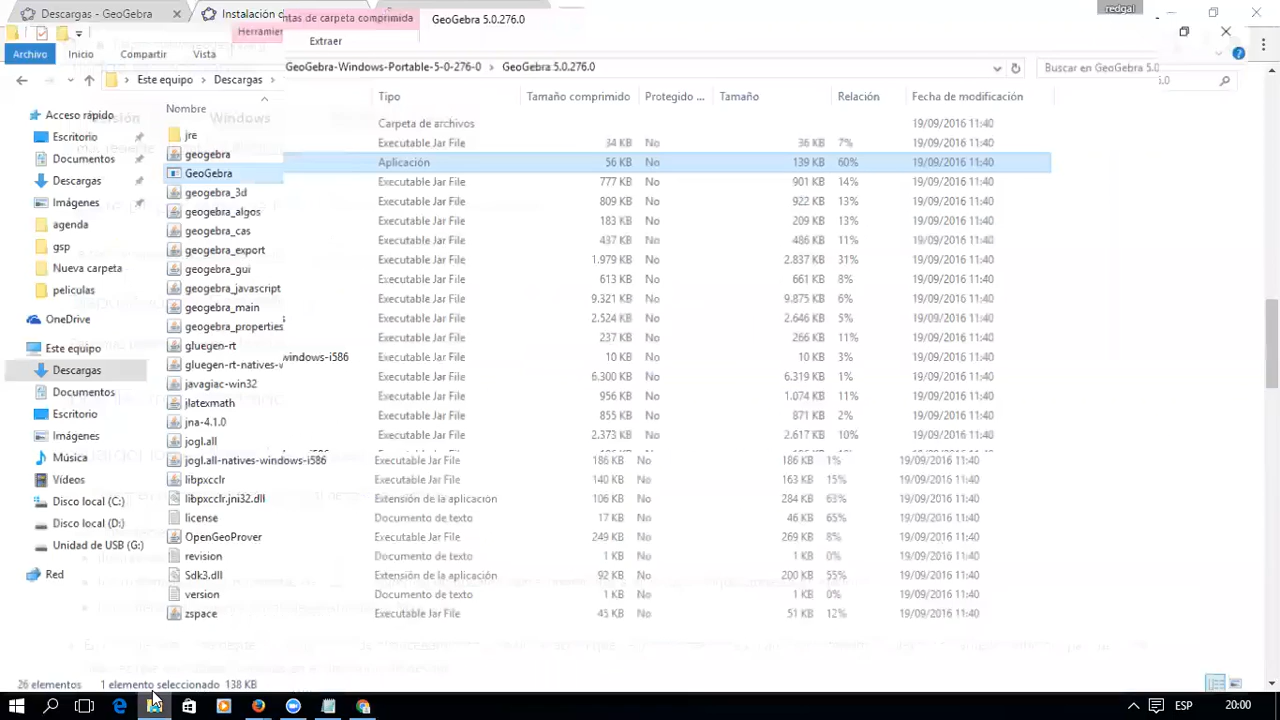 Descargas - GeoGebra
Instalación
redgal
ntas de carpeta comprimida
GeoGebra 5.0.276.0
Extraer
Archivo
Inicio
Compartir
Vista
Este equipo > Descargas >
GeoGebra-Windows-Portable-5-0-276-0 > GeoGebra 5.0.276.0
Buscar en GeoGebra 5.0
Nombre Tipo Tamaño comprimido Protegido ... Tamaño Relación Fecha de modificación
Acceso rápido
Escritorio
Documentos
Descargas
Imágenes
agenda
gsp
Nueva carpeta
peliculas
OneDrive
Este equipo
Descargas
Documentos
Escritorio
Imágenes
Música
Vídeos
Disco local (C:)
Disco local (D:)
Unidad de USB (G:)
Red
Windows
jre
geogebra
GeoGebra
geogebra_3d
geogebra_algos
geogebra_cas
geogebra_export
geogebra_gui
geogebra_javascript
geogebra_main
geogebra_properties
gluegen-rt
gluegen-rt-natives-windows-i586
javagiac-win32
jlatexmath
jna-4.1.0
jogl.all
Carpeta de archivos 19/09/2016 11:40
Executable Jar File 34 KB No 36 KB 7% 19/09/2016 11:40
Aplicación 56 KB No 139 KB 60% 19/09/2016 11:40
Executable Jar File 777 KB No 901 KB 14% 19/09/2016 11:40
Executable Jar File 809 KB No 922 KB 13% 19/09/2016 11:40
Executable Jar File 183 KB No 209 KB 13% 19/09/2016 11:40
Executable Jar File 437 KB No 486 KB 11% 19/09/2016 11:40
Executable Jar File 1.979 KB No 2.837 KB 31% 19/09/2016 11:40
Executable Jar File 613 KB No 661 KB 8% 19/09/2016 11:40
Executable Jar File 9.321 KB No 9.875 KB 6% 19/09/2016 11:40
Executable Jar File 2.524 KB No 2.646 KB 5% 19/09/2016 11:40
Executable Jar File 237 KB No 266 KB 11% 19/09/2016 11:40
Executable Jar File 10 KB No 10 KB 3% 19/09/2016 11:40
Executable Jar File 6.300 KB No 6.319 KB 1% 19/09/2016 11:40
Executable Jar File 956 KB No 1.074 KB 11% 19/09/2016 11:40
Executable Jar File 855 KB No 871 KB 2% 19/09/2016 11:40
Executable Jar File 2.373 KB No 2.617 KB 10% 19/09/2016 11:40
jogl.all-natives-windows-i586 Executable Jar File 186 KB No 186 KB 1% 19/09/2016 11:40
libpxcclr Executable Jar File 140 KB No 163 KB 15% 19/09/2016 11:40
libpxcclr.jni32.dll Extensión de la aplicación 106 KB No 284 KB 63% 19/09/2016 11:40
license Documento de texto 17 KB No 46 KB 65% 19/09/2016 11:40
OpenGeoProver Executable Jar File 249 KB No 269 KB 8% 19/09/2016 11:40
revision Documento de texto 1 KB No 1 KB 0% 19/09/2016 11:40
Sdk3.dll Extensión de la aplicación 92 KB No 200 KB 55% 19/09/2016 11:40
version Documento de texto 1 KB No 1 KB 0% 19/09/2016 11:40
zspace Executable Jar File 45 KB No 51 KB 12% 19/09/2016 11:40
26 elementos 1 elemento seleccionado 138 KB
ESP 20:00